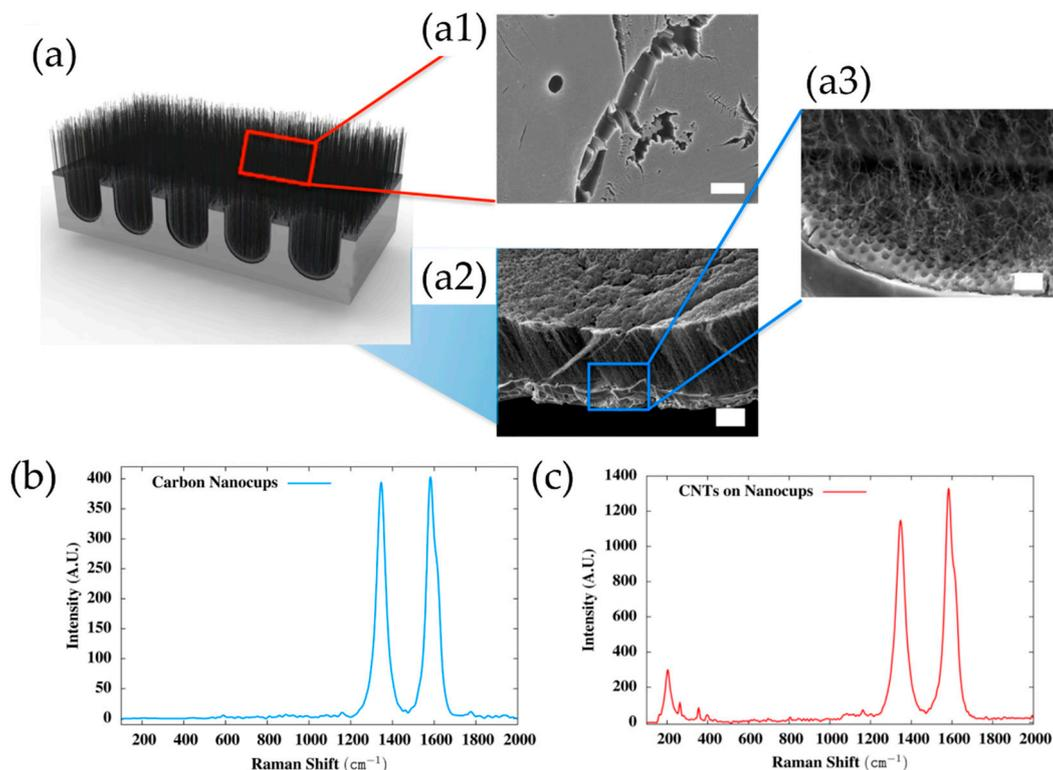 (a)
(a1)
(a2)
(a3)
(b)
Carbon Nanocups
Intensity (A.U.)
400
350
300
250
200
150
100
50
0
200 400 600 800 1000 1200 1400 1600 1800 2000
Raman Shift (cm⁻¹)
(c)
CNTs on Nanocups
Intensity (A.U.)
1400
1200
1000
800
600
400
200
0
200 400 600 800 1000 1200 1400 1600 1800 2000
Raman Shift (cm⁻¹)